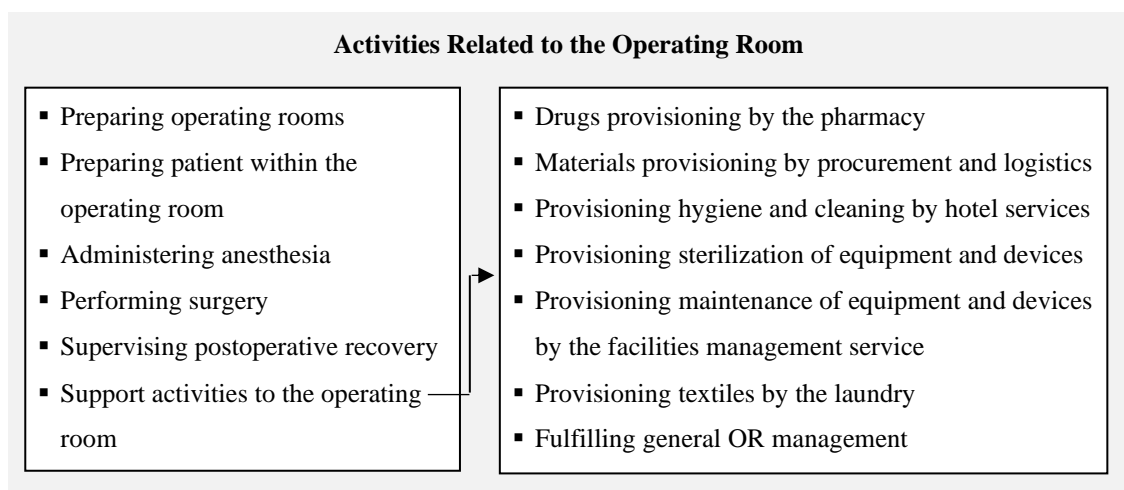 Activities Related to the Operating Room
▪ Preparing operating rooms
▪ Preparing patient within the
operating room
▪ Administering anesthesia
▪ Performing surgery
▪ Supervising postoperative recovery
▪ Support activities to the operating
room
▪ Drugs provisioning by the pharmacy
▪ Materials provisioning by procurement and logistics
▪ Provisioning hygiene and cleaning by hotel services
▪ Provisioning sterilization of equipment and devices
▪ Provisioning maintenance of equipment and devices
by the facilities management service
▪ Provisioning textiles by the laundry
▪ Fulfilling general OR management